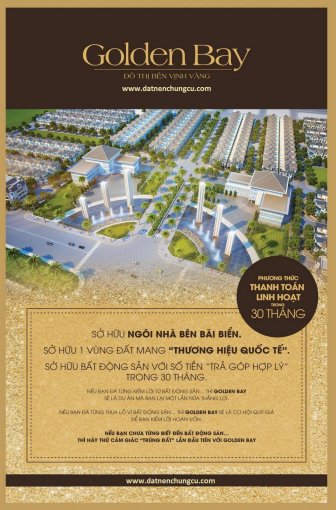 Golden Bay
ĐÔ THỊ BÊN VỊNH VÀNG
www.datnenchungcu.com
PHƯƠNG THỨC
THANH TOÁN
LINH HOẠT
TRONG
30 THÁNG
SỞ HỮU NGÔI NHÀ BÊN BÃI BIỂN.
SỞ HỮU 1 VÙNG ĐẤT MANG “THƯƠNG HIỆU QUỐC TẾ”.
SỞ HỮU BẤT ĐỘNG SẢN VỚI SỐ TIỀN “TRẢ GÓP HỢP LÝ”
TRONG 30 THÁNG.
NẾU BẠN ĐÃ TỪNG KIẾM LỜI TỪ BẤT ĐỘNG SẢN... THÌ GOLDEN BAY
SẼ LÀ DỰ ÁN MÀ BẠN LẠI MỘT LẦN NỮA THẮNG LỢI.
NẾU BẠN ĐÃ TỪNG THUA LỖ VÌ BẤT ĐỘNG SẢN... THÌ GOLDEN BAY SẼ LÀ CƠ HỘI QUÝ GIÁ
ĐỂ BẠN KIẾM LỜI HOÀN VỐN.
NẾU BẠN CHƯA TỪNG BIẾT ĐẾN BẤT ĐỘNG SẢN...
THÌ HÃY THỬ CẢM GIÁC “TRÚNG ĐẤT” LẦN ĐẦU TIÊN VỚI GOLDEN BAY
www.datnenchungcu.com